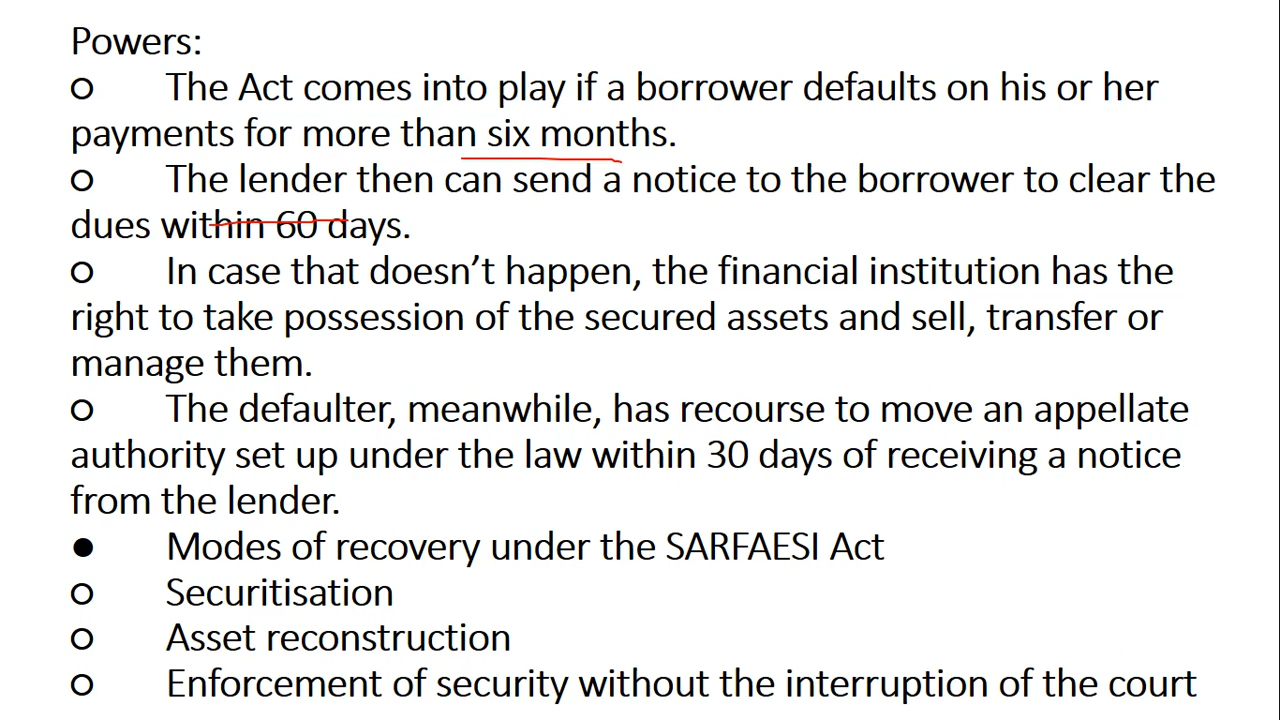 Powers:
○ The Act comes into play if a borrower defaults on his or her
payments for more than six months.
○ The lender then can send a notice to the borrower to clear the
dues within 60 days.
○ In case that doesn’t happen, the financial institution has the
right to take possession of the secured assets and sell, transfer or
manage them.
○ The defaulter, meanwhile, has recourse to move an appellate
authority set up under the law within 30 days of receiving a notice
from the lender.
● Modes of recovery under the SARFAESI Act
○ Securitisation
○ Asset reconstruction
○ Enforcement of security without the interruption of the court